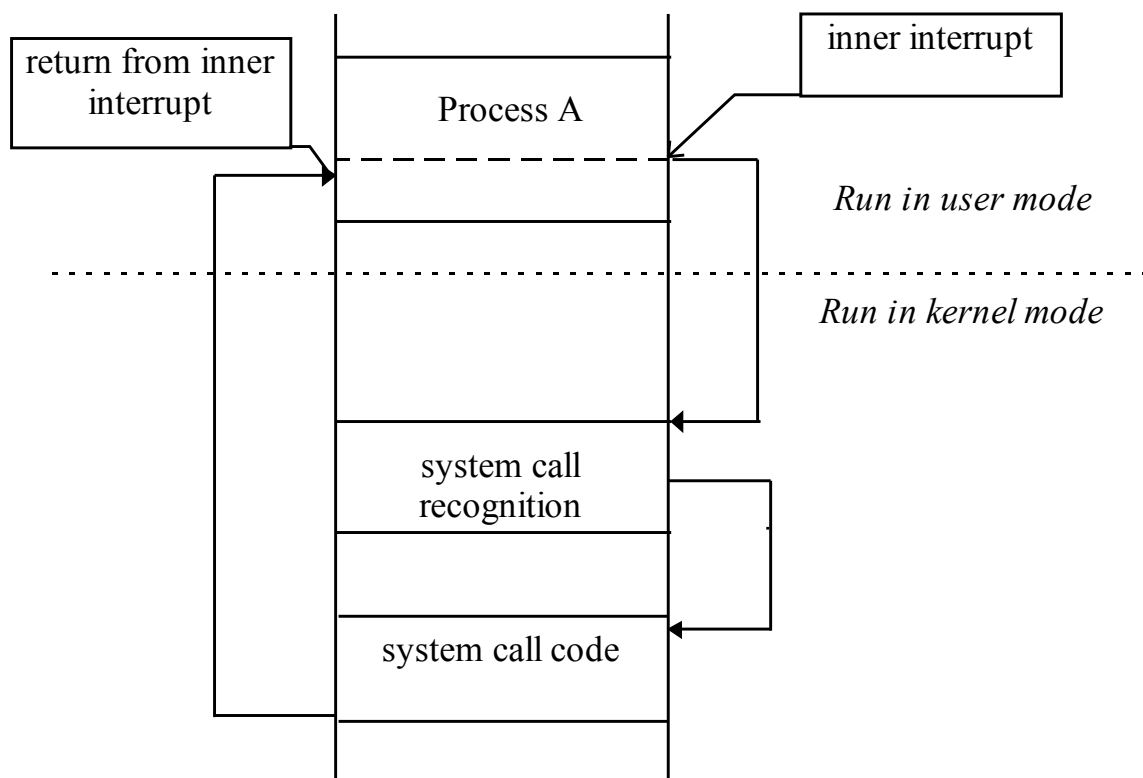 return from inner
interrupt
inner interrupt
Process A
Run in user mode
Run in kernel mode
system call
recognition
system call code